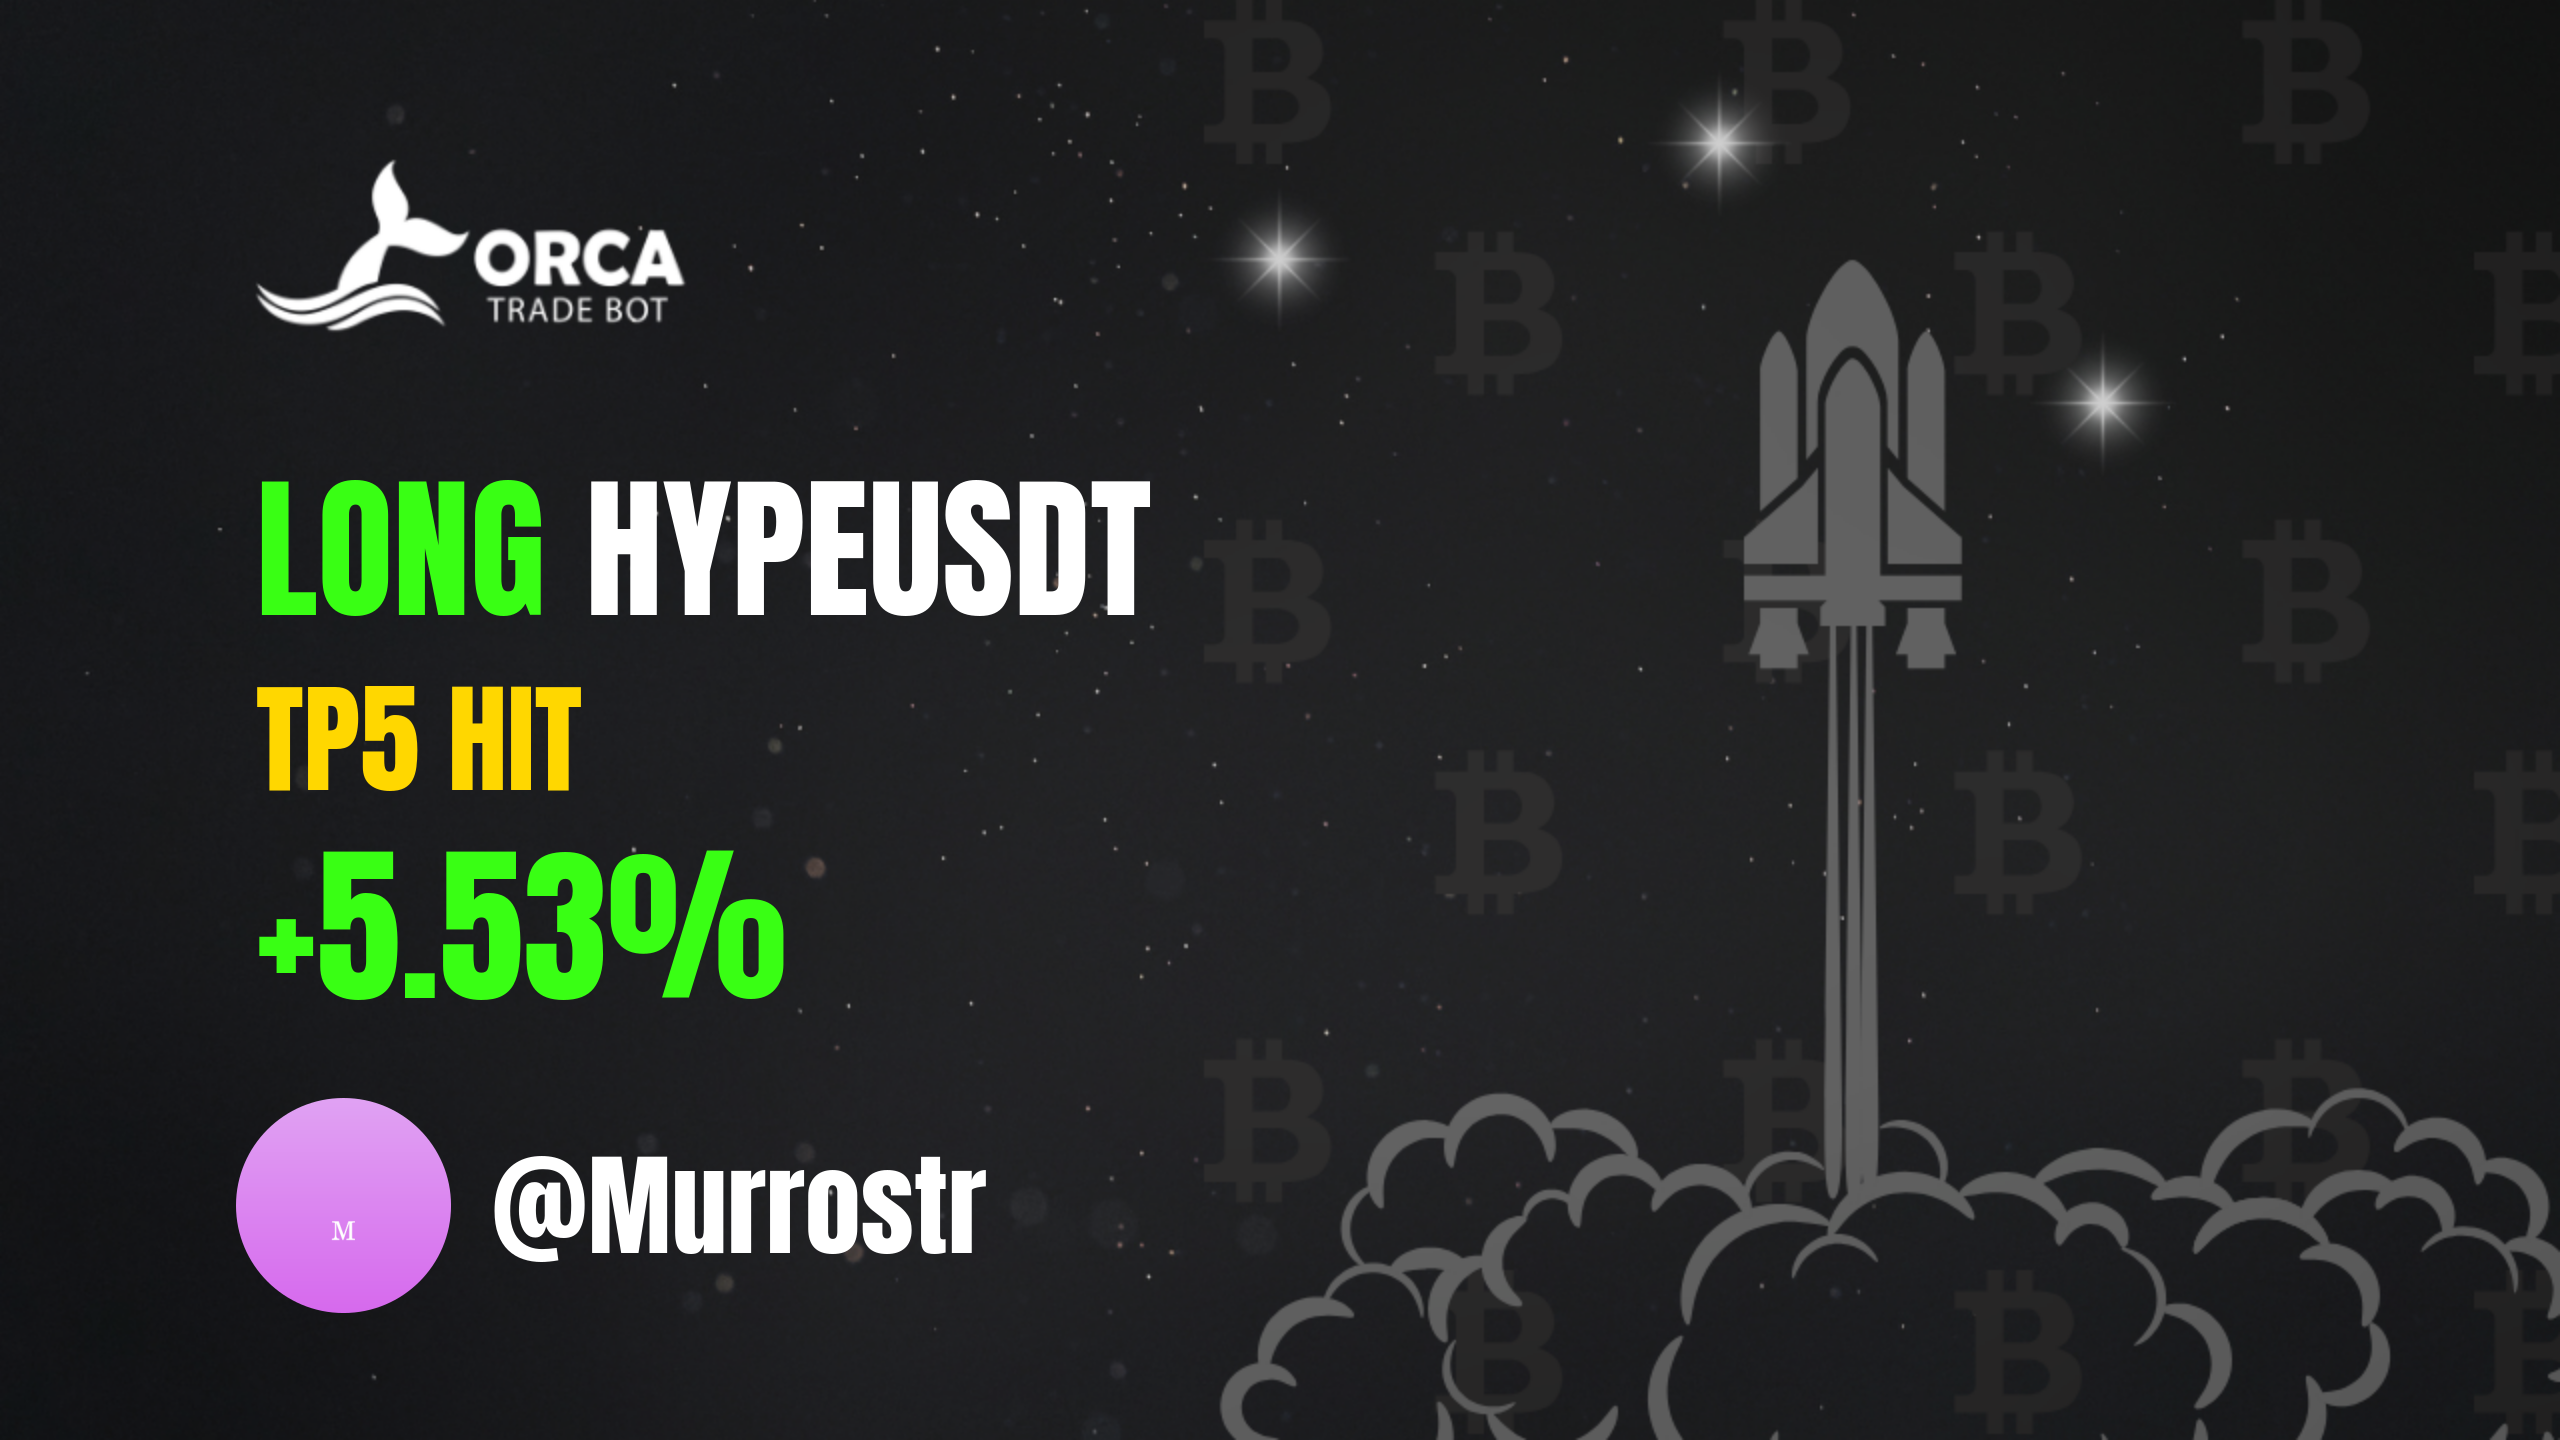 ORCA
TRADE BOT
LONG HYPEUSDT
TP5 HIT
+5.53%
M
@Murrostr